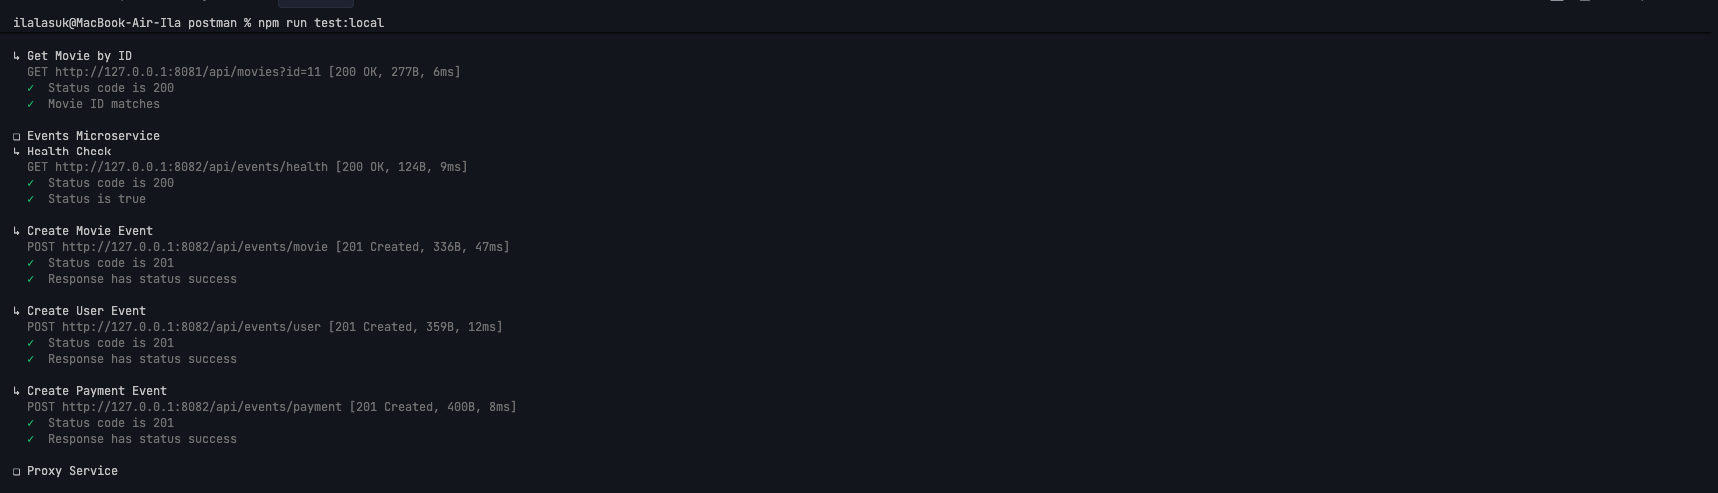 ilalasuk@MacBook-Air-Ila postman % npm run test:local
↳ Get Movie by ID
GET http://127.0.0.1:8081/api/movies?id=11 [200 OK, 277B, 6ms]
✓ Status code is 200
✓ Movie ID matches
❏ Events Microservice
↳ Health Check
GET http://127.0.0.1:8082/api/events/health [200 OK, 124B, 9ms]
✓ Status code is 200
✓ Status is true
↳ Create Movie Event
POST http://127.0.0.1:8082/api/events/movie [201 Created, 336B, 47ms]
✓ Status code is 201
✓ Response has status success
↳ Create User Event
POST http://127.0.0.1:8082/api/events/user [201 Created, 359B, 12ms]
✓ Status code is 201
✓ Response has status success
↳ Create Payment Event
POST http://127.0.0.1:8082/api/events/payment [201 Created, 400B, 8ms]
✓ Status code is 201
✓ Response has status success
❏ Proxy Service